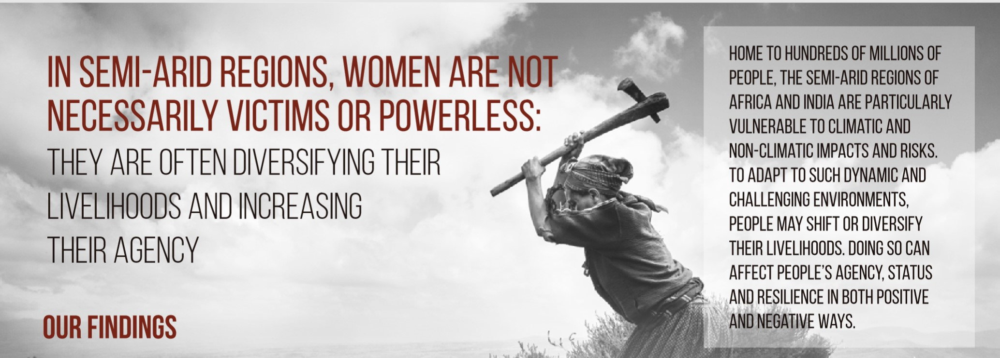 IN SEMI-ARID REGIONS, WOMEN ARE NOT
NECESSARILY VICTIMS OR POWERLESS:
THEY ARE OFTEN DIVERSIFYING THEIR
LIVELIHOODS AND INCREASING
THEIR AGENCY
OUR FINDINGS
HOME TO HUNDREDS OF MILLIONS OF
PEOPLE, THE SEMI-ARID REGIONS OF
AFRICA AND INDIA ARE PARTICULARLY
VULNERABLE TO CLIMATIC AND
NON-CLIMATIC IMPACTS AND RISKS.
TO ADAPT TO SUCH DYNAMIC AND
CHALLENGING ENVIRONMENTS,
PEOPLE MAY SHIFT OR DIVERSIFY
THEIR LIVELIHOODS. DOING SO CAN
AFFECT PEOPLE'S AGENCY, STATUS
AND RESILIENCE IN BOTH POSITIVE
AND NEGATIVE WAYS.